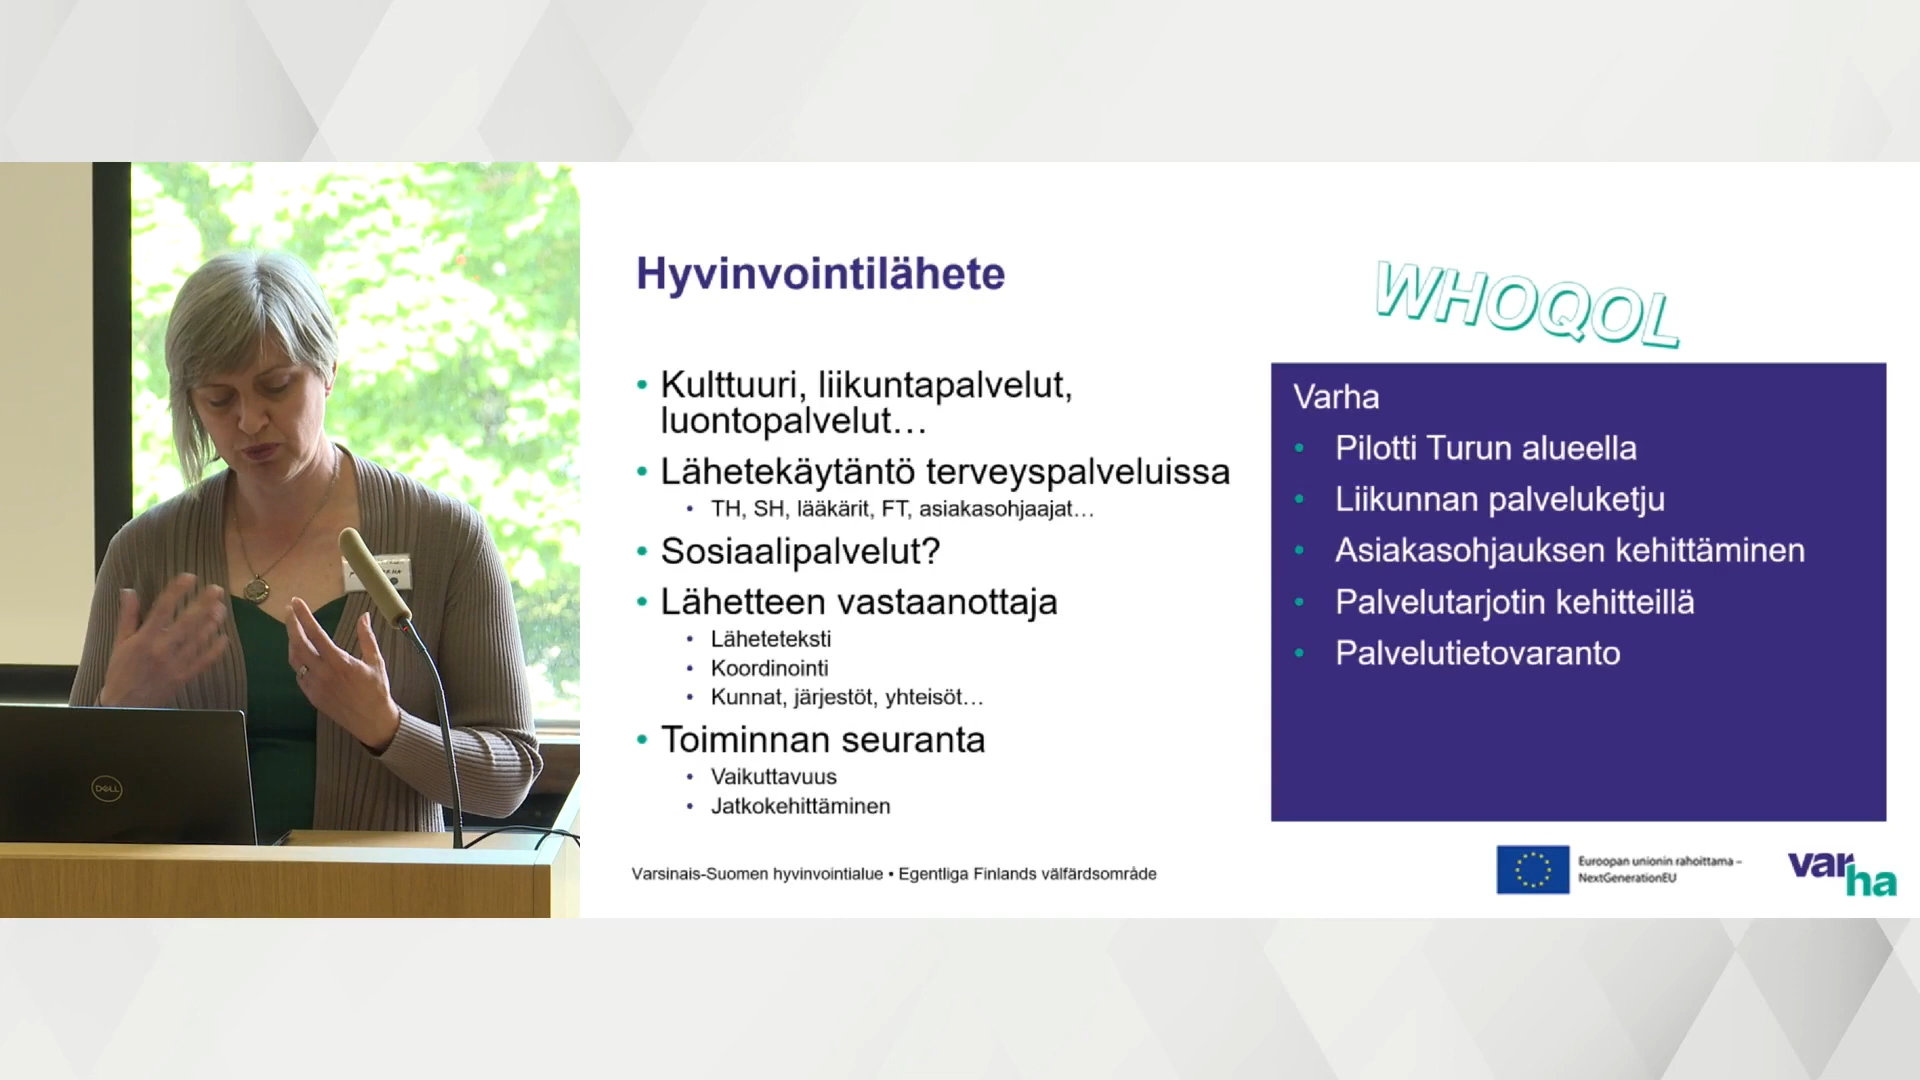 Hyvinvointilähete
• Kulttuuri, liikuntapalvelut,
luontopalvelut…
• Lähetekäytäntö terveyspalveluissa
• TH, SH, lääkärit, FT, asiakasohjaajat…
• Sosiaalipalvelut?
• Lähetteen vastaanottaja
• Läheteteksti
• Koordinointi
• Kunnat, järjestöt, yhteisöt…
• Toiminnan seuranta
• Vaikuttavuus
• Jatkokehittäminen
WHOQOL
Varha
• Pilotti Turun alueella
• Liikunnan palveluketju
• Asiakasohjauksen kehittäminen
• Palvelutarjotin kehitteillä
• Palvelutietovaranto
Varsinais-Suomen hyvinvointialue • Egentliga Finlands välfärdsområde
Euroopan unionin rahoittama –
NextGenerationEU
var
ha
DELL